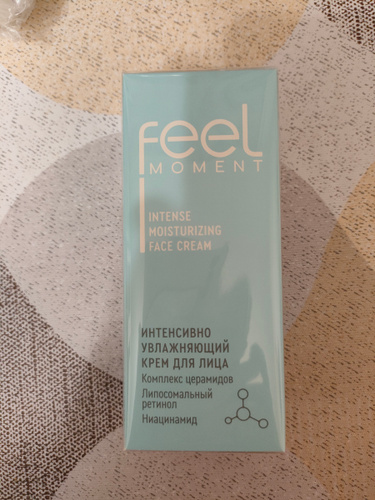 feel
MOMENT
INTENSE
MOISTURIZING
FACE CREAM
ИНТЕНСИВНО
УВЛАЖНЯЮЩИЙ
КРЕМ ДЛЯ ЛИЦА
Комплекс церамидов
Липосомальный
ретинол
Ниацинамид